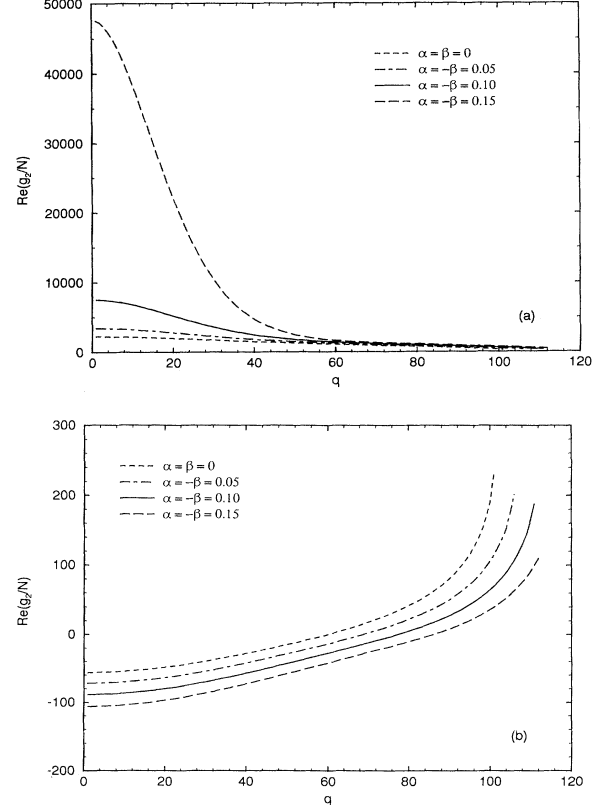 50000
40000
30000
20000
10000
0
Re(g₂/N)
α = β = 0
α = −β = 0.05
α = −β = 0.10
α = −β = 0.15
(a)
0 20 40 60 80 100 120
q
300
200
100
0
-100
-200
Re(g₂/N)
α = β = 0
α = −β = 0.05
α = −β = 0.10
α = −β = 0.15
(b)
0 20 40 60 80 100 120
q